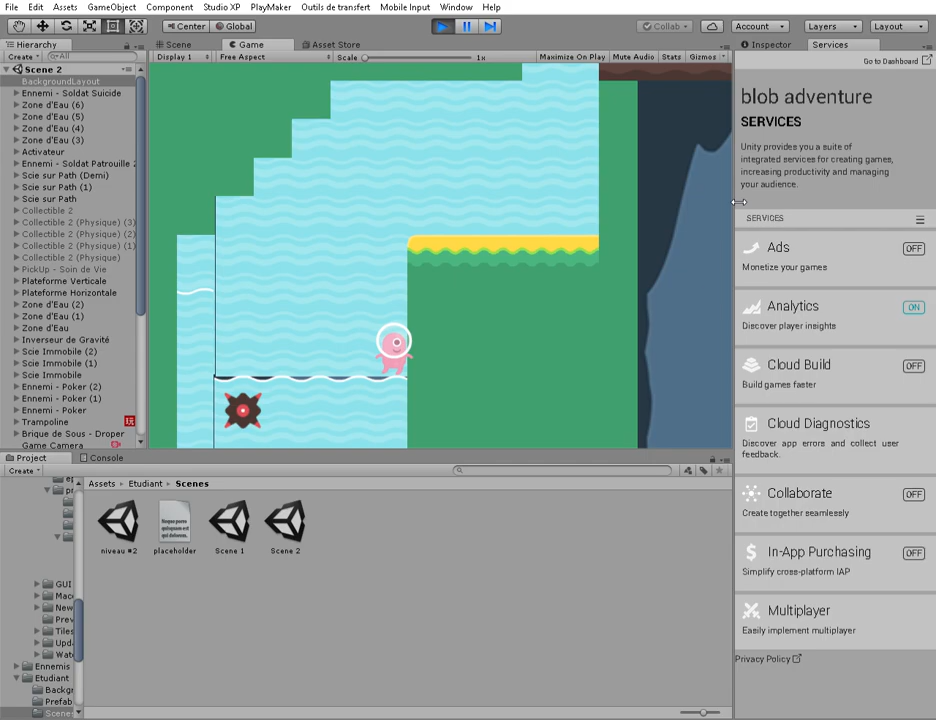 File Edit Assets GameObject Component Studio XP PlayMaker Outils de transfert Mobile Input Window Help
Center Global Collab Account Layers Layout
Hierarchy Scene Game Asset Store Inspector Services
Create All Display 1 Free Aspect Scale 1x Maximize On Play Mute Audio Stats Gizmos Go to Dashboard
Scene 2
BackgroundLayout
Ennemi - Soldat Suicide
Zone d'Eau (6)
Zone d'Eau (5)
Zone d'Eau (4)
Zone d'Eau (3)
Activateur
Ennemi - Soldat Patrouille 2
Scie sur Path (Demi)
Scie sur Path (1)
Scie sur Path
Collectible 2
Collectible 2 (Physique) (3)
Collectible 2 (Physique) (2)
Collectible 2 (Physique) (1)
Collectible 2 (Physique)
PickUp - Soin de Vie
Plateforme Verticale
Plateforme Horizontale
Zone d'Eau (2)
Zone d'Eau (1)
Zone d'Eau
Inverseur de Gravité
Scie Immobile (2)
Scie Immobile (1)
Scie Immobile
Ennemi - Poker (2)
Ennemi - Poker (1)
Ennemi - Poker
Trampoline
Brique de Sous - Droper
Game Camera
blob adventure
SERVICES
Unity provides you a suite of
integrated services for creating games,
increasing productivity and managing
your audience.
SERVICES
Ads OFF
Monetize your games
Analytics ON
Discover player insights
Cloud Build OFF
Build games faster
Cloud Diagnostics
Discover app errors and collect user
feedback.
Collaborate OFF
Create together seamlessly
In-App Purchasing OFF
Simplify cross-platform IAP
Multiplayer
Easily implement multiplayer
Privacy Policy
Project Console
Create
Assets Etudiant Scenes
niveau #2 placeholder Scene 1 Scene 2
GUI
Mac
New
Prev
Tiles
Upd
Wat
Ennemis
Etudiant
Backgr
Prefab
Scenes